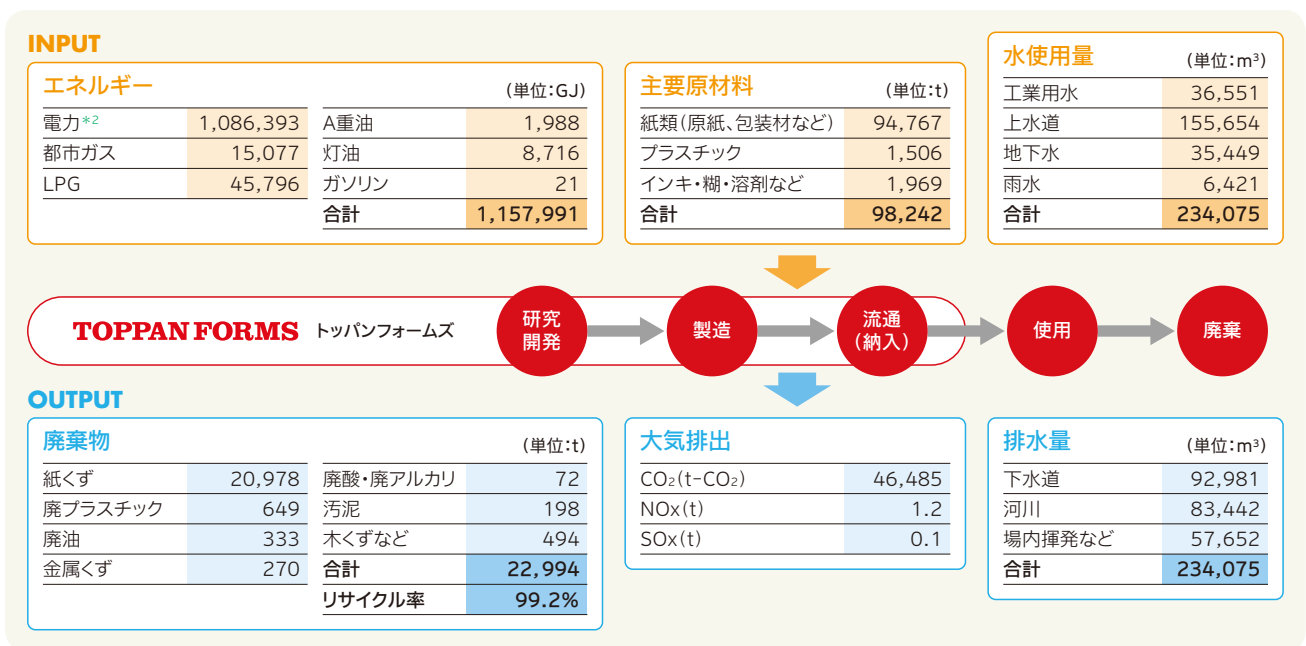 INPUT
エネルギー (単位:GJ)
電力*2 1,086,393 A重油 1,988
都市ガス 15,077 灯油 8,716
LPG 45,796 ガソリン 21
合計 1,157,991
主要原材料 (単位:t)
紙類(原紙、包装材など) 94,767
プラスチック 1,506
インキ・糊・溶剤など 1,969
合計 98,242
水使用量 (単位:m³)
工業用水 36,551
上水道 155,654
地下水 35,449
雨水 6,421
合計 234,075
TOPPAN FORMS トッパンフォームズ
研究
開発
製造
流通
(納入)
使用
廃棄
OUTPUT
廃棄物 (単位:t)
紙くず 20,978 廃酸・廃アルカリ 72
廃プラスチック 649 汚泥 198
廃油 333 木くずなど 494
金属くず 270 合計 22,994
リサイクル率 99.2%
大気排出
CO₂(t-CO₂) 46,485
NOx(t) 1.2
SOx(t) 0.1
排水量 (単位:m³)
下水道 92,981
河川 83,442
場内揮発など 57,652
合計 234,075